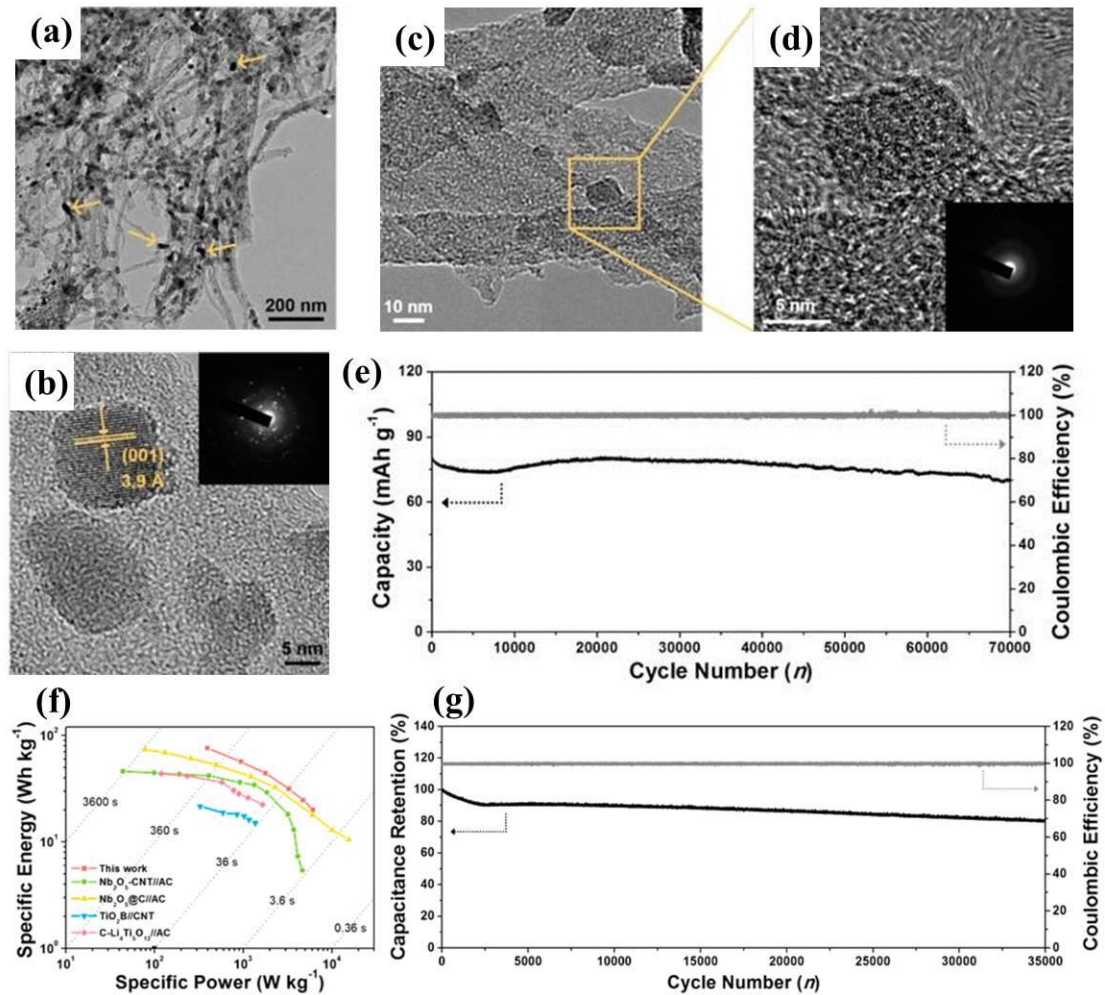 (a)
200 nm
(c)
10 nm
(d)
5 nm
(b)
(001)
3.9 Å
5 nm
(e)
120
90
60
30
0
Capacity (mAh g⁻¹)
120
100
80
60
40
20
0
Coulombic Efficiency (%)
0 10000 20000 30000 40000 50000 60000 70000
Cycle Number (n)
(f)
10²
10¹
10⁰
Specific Energy (Wh kg⁻¹)
3600 s
360 s
36 s
3.6 s
0.36 s
This work
Nb₂O₅-CNT//AC
Nb₂O₅@C//AC
TiO₂B//CNT
C-Li₄Ti₅O₁₂//AC
10¹ 10² 10³ 10⁴
Specific Power (W kg⁻¹)
(g)
140
120
100
80
60
40
20
0
Capacitance Retention (%)
120
100
80
60
40
20
0
Coulombic Efficiency (%)
0 5000 10000 15000 20000 25000 30000 35000
Cycle Number (n)